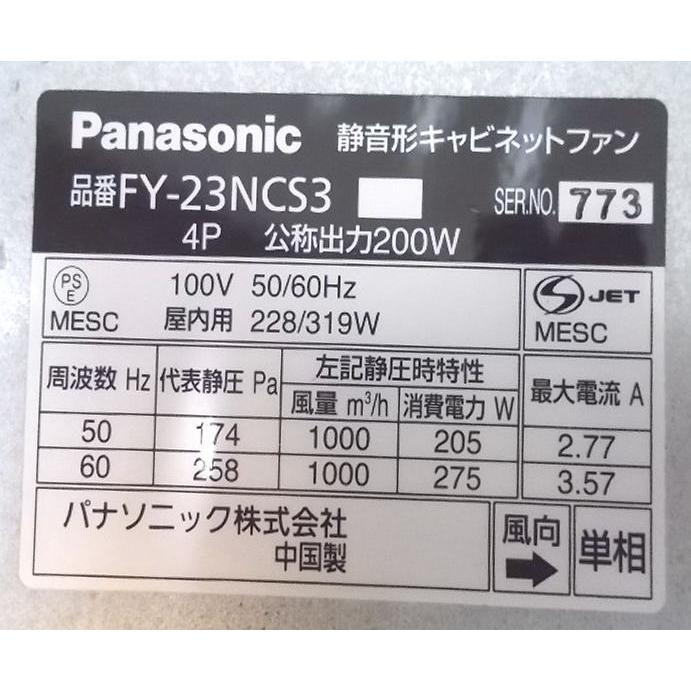 Panasonic 静音形キャビネットファン
品番FY-23NCS3 SER.NO. 773
4P 公称出力200W
PS E 100V 50/60Hz JET
MESC 屋内用 228/319W MESC
周波数 Hz 代表静圧 Pa 左記静圧時特性 最大電流 A
風量 m³/h 消費電力 W
50 174 1000 205 2.77
60 258 1000 275 3.57
パナソニック株式会社 風向 単相
中国製